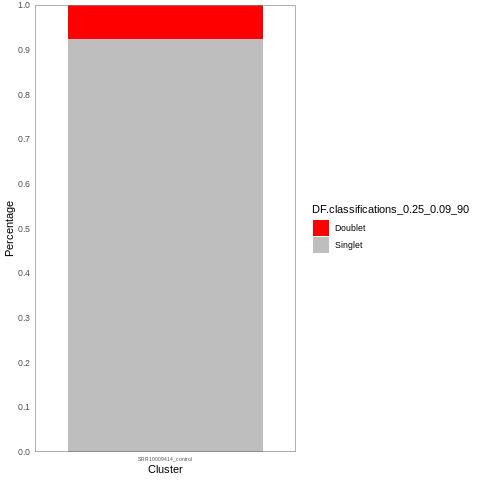 1.0
0.9
0.8
0.7
0.6
0.5
0.4
0.3
0.2
0.1
0.0
Percentage
SRR10009414_control
Cluster
DF.classifications_0.25_0.09_90
Doublet
Singlet